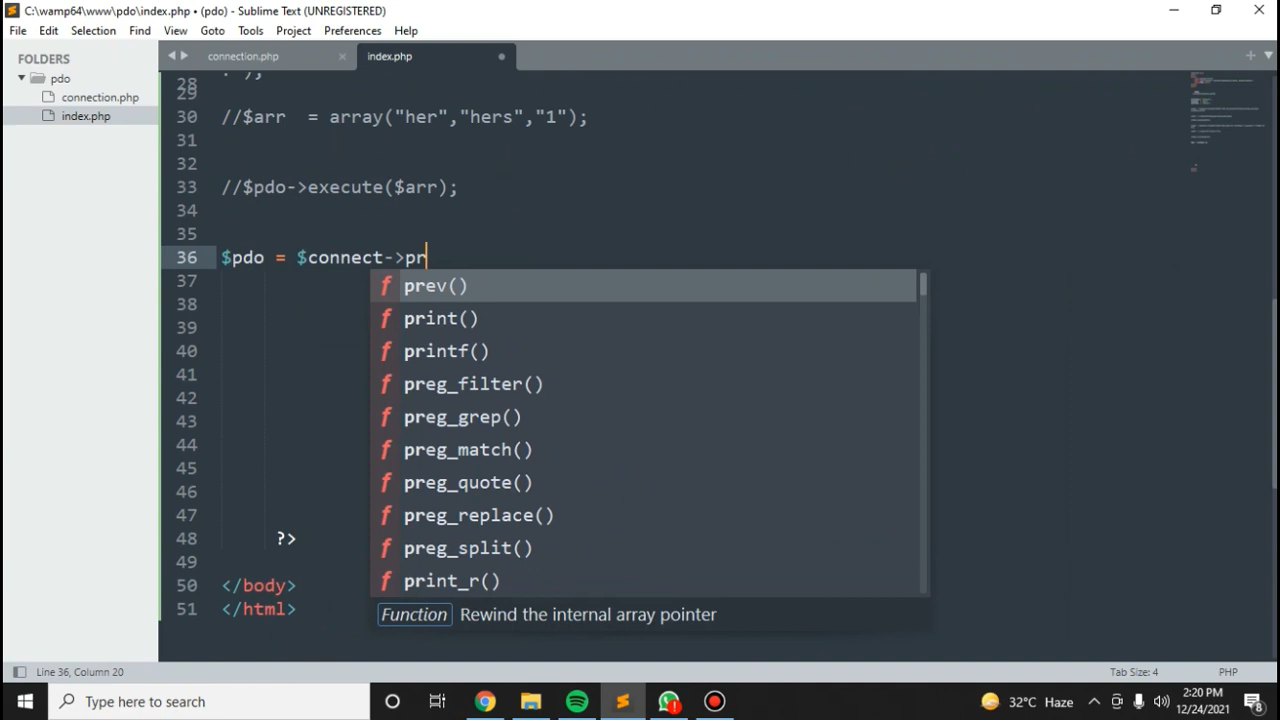 C:\wamp64\www\pdo\index.php • (pdo) - Sublime Text (UNREGISTERED)
File Edit Selection Find View Goto Tools Project Preferences Help
FOLDERS
pdo
connection.php
index.php
connection.php
index.php
28
29
30 //$arr = array("her","hers","1");
31
32
33 //$pdo->execute($arr);
34
35
36 $pdo = $connect->pr
37
38
39
40
41
42
43
44
45
46
47
48 ?>
49
50 </body>
51 </html>
f prev()
f print()
f printf()
f preg_filter()
f preg_grep()
f preg_match()
f preg_quote()
f preg_replace()
f preg_split()
f print_r()
Function Rewind the internal array pointer
Line 36, Column 20
Tab Size: 4
PHP
Type here to search
32°C Haze
2:20 PM
12/24/2021
8